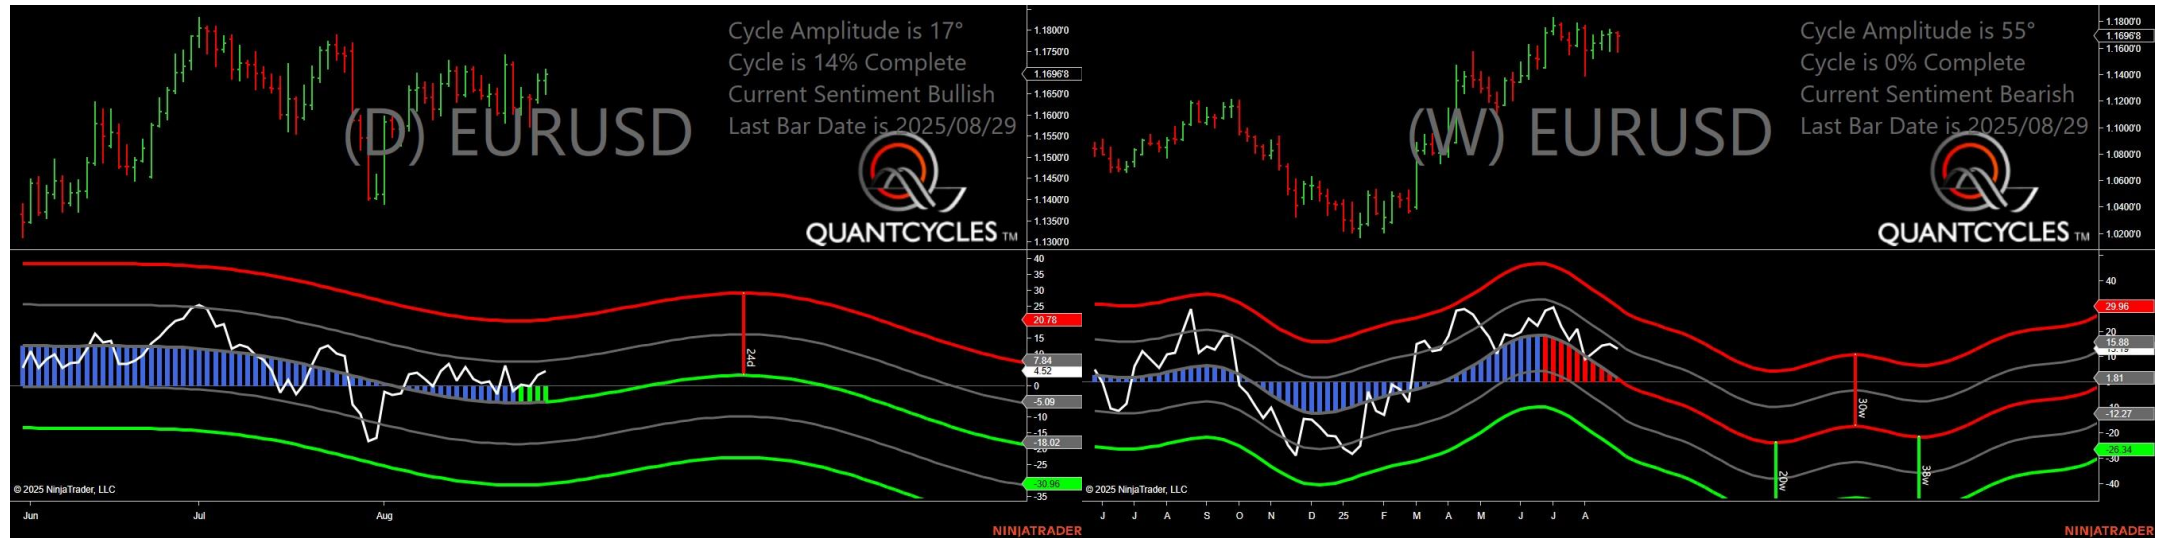 Cycle Amplitude is 17°
Cycle is 14% Complete
Current Sentiment Bullish
Last Bar Date is 2025/08/29
(D) EURUSD
QUANTCYCLES TM
1.1800'0
1.1750'0
1.1696'8
1.1650'0
1.1600'0
1.1550'0
1.1500'0
1.1450'0
1.1400'0
1.1350'0
1.1300'0
40
35
30
25
20.78
15
7.84
4.52
0
-5.09
-10
-15
-18.02
-25
-30.96
-35
24d
© 2025 NinjaTrader, LLC
Jun Jul Aug
NINJATRADER
Cycle Amplitude is 55°
Cycle is 0% Complete
Current Sentiment Bearish
Last Bar Date is 2025/08/29
(W) EURUSD
QUANTCYCLES TM
1.1800'0
1.1696'8
1.1600'0
1.1400'0
1.1200'0
1.1000'0
1.0800'0
1.0600'0
1.0400'0
1.0200'0
40
29.96
20
15.88
1.81
-12.27
-20
-26.34
-30
-40
20w
30w
38w
© 2025 NinjaTrader, LLC
J J A S O N D 25 F M A M J J A
NINJATRADER